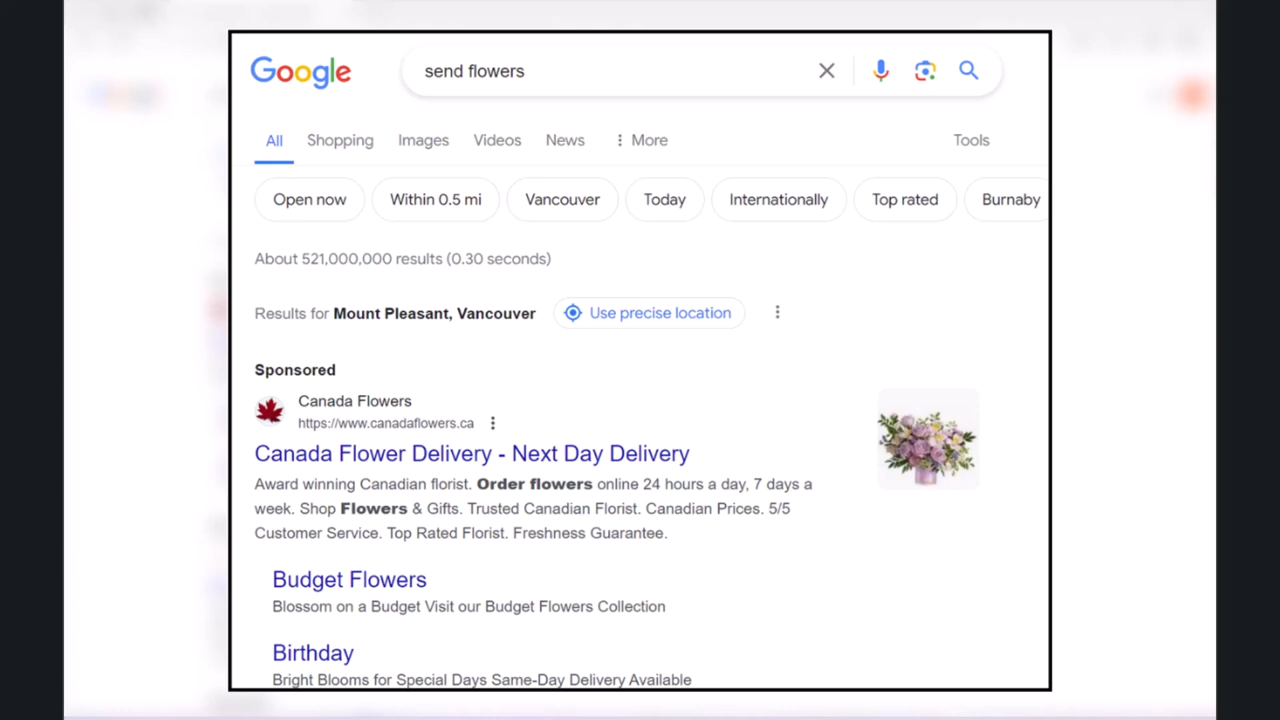 Google
send flowers
All Shopping Images Videos News More Tools
Open now Within 0.5 mi Vancouver Today Internationally Top rated Burnaby
About 521,000,000 results (0.30 seconds)
Results for Mount Pleasant, Vancouver Use precise location
Sponsored
Canada Flowers
https://www.canadaflowers.ca
Canada Flower Delivery - Next Day Delivery
Award winning Canadian florist. Order flowers online 24 hours a day, 7 days a
week. Shop Flowers & Gifts. Trusted Canadian Florist. Canadian Prices. 5/5
Customer Service. Top Rated Florist. Freshness Guarantee.
Budget Flowers
Blossom on a Budget Visit our Budget Flowers Collection
Birthday
Bright Blooms for Special Days Same-Day Delivery Available